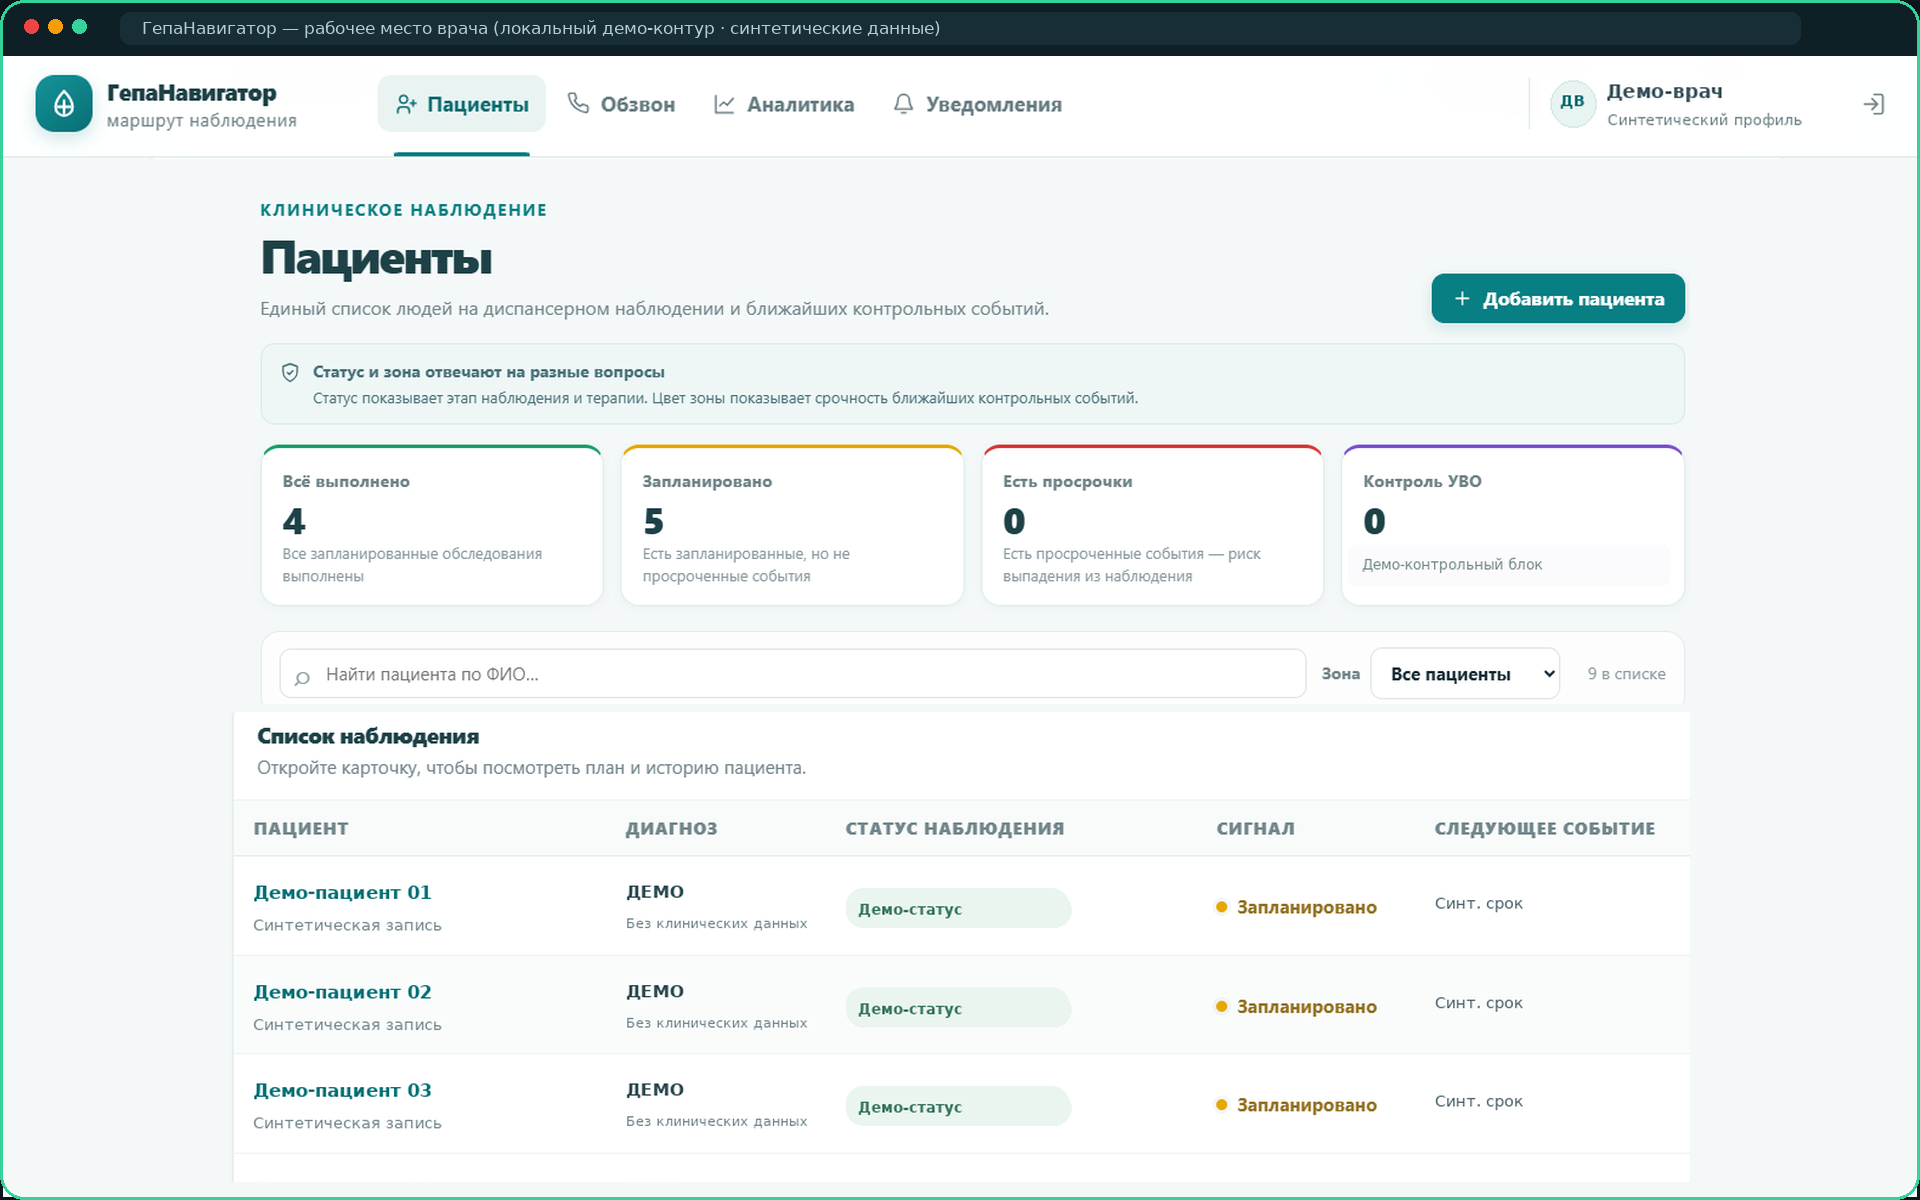 ГепаНавигатор — рабочее место врача (локальный демо-контур · синтетические данные)
ГепаНавигатор
маршрут наблюдения
Пациенты
Обзвон
Аналитика
Уведомления
ДВ
Демо-врач
Синтетический профиль
КЛИНИЧЕСКОЕ НАБЛЮДЕНИЕ
Пациенты
Единый список людей на диспансерном наблюдении и ближайших контрольных событий.
+ Добавить пациента
Статус и зона отвечают на разные вопросы
Статус показывает этап наблюдения и терапии. Цвет зоны показывает срочность ближайших контрольных событий.
Всё выполнено
4
Все запланированные обследования
выполнены
Запланировано
5
Есть запланированные, но не
просроченные события
Есть просрочки
0
Есть просроченные события — риск
выпадения из наблюдения
Контроль УВО
0
Демо-контрольный блок
Найти пациента по ФИО...
Зона
Все пациенты
9 в списке
Список наблюдения
Откройте карточку, чтобы посмотреть план и историю пациента.
ПАЦИЕНТ ДИАГНОЗ СТАТУС НАБЛЮДЕНИЯ СИГНАЛ СЛЕДУЮЩЕЕ СОБЫТИЕ
Демо-пациент 01 ДЕМО Демо-статус Запланировано Синт. срок
Синтетическая запись Без клинических данных
Демо-пациент 02 ДЕМО Демо-статус Запланировано Синт. срок
Синтетическая запись Без клинических данных
Демо-пациент 03 ДЕМО Демо-статус Запланировано Синт. срок
Синтетическая запись Без клинических данных